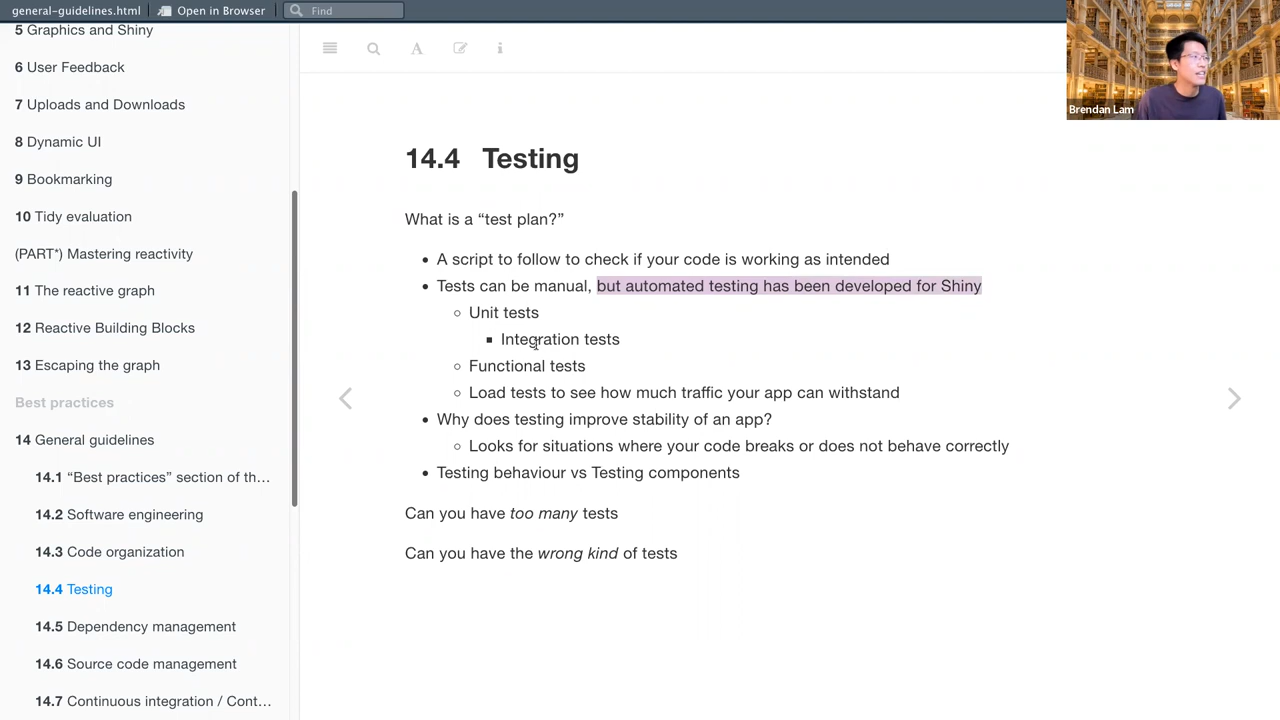 general-guidelines.html
Open in Browser
Find
5 Graphics and Shiny
6 User Feedback
7 Uploads and Downloads
8 Dynamic UI
9 Bookmarking
10 Tidy evaluation
(PART*) Mastering reactivity
11 The reactive graph
12 Reactive Building Blocks
13 Escaping the graph
Best practices
14 General guidelines
14.1 “Best practices” section of th…
14.2 Software engineering
14.3 Code organization
14.4 Testing
14.5 Dependency management
14.6 Source code management
14.7 Continuous integration / Cont…
14.4 Testing
What is a “test plan?”
• A script to follow to check if your code is working as intended
• Tests can be manual, but automated testing has been developed for Shiny
○ Unit tests
▪ Integration tests
○ Functional tests
○ Load tests to see how much traffic your app can withstand
• Why does testing improve stability of an app?
○ Looks for situations where your code breaks or does not behave correctly
• Testing behaviour vs Testing components
Can you have too many tests
Can you have the wrong kind of tests
Brendan Lam